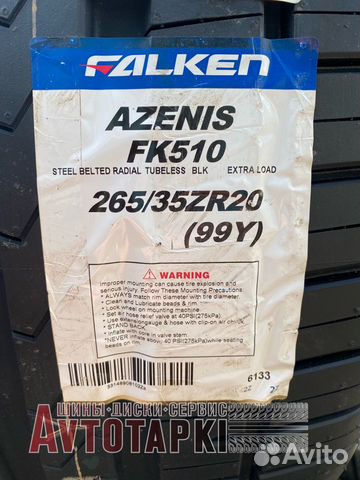 FALKEN
AZENIS
FK510
STEEL BELTED RADIAL TUBELESS BLK EXTRA LOAD
265/35ZR20
(99Y)
⚠ WARNING
Improper mounting can cause tire explosion and
serious injury. Follow These Mounting Precautions:
* ALWAYS match rim diameter with tire diameter.
* Clean and Lubricate beads & rim
* Lock wheel on mounting machine.
* Set air hose relief valve at 40PSI(275kPa)
* Use extension gauge & hose with clip-on air chuck
* STAND BACK
* Inflate with core in valve stem.
*NEVER inflate above 40 PSI(275kPa)while seating
beads on rim.
6133
ШИНЫ·ДИСКИ·СЕРВИС
АVТОТАРКІ
Avito